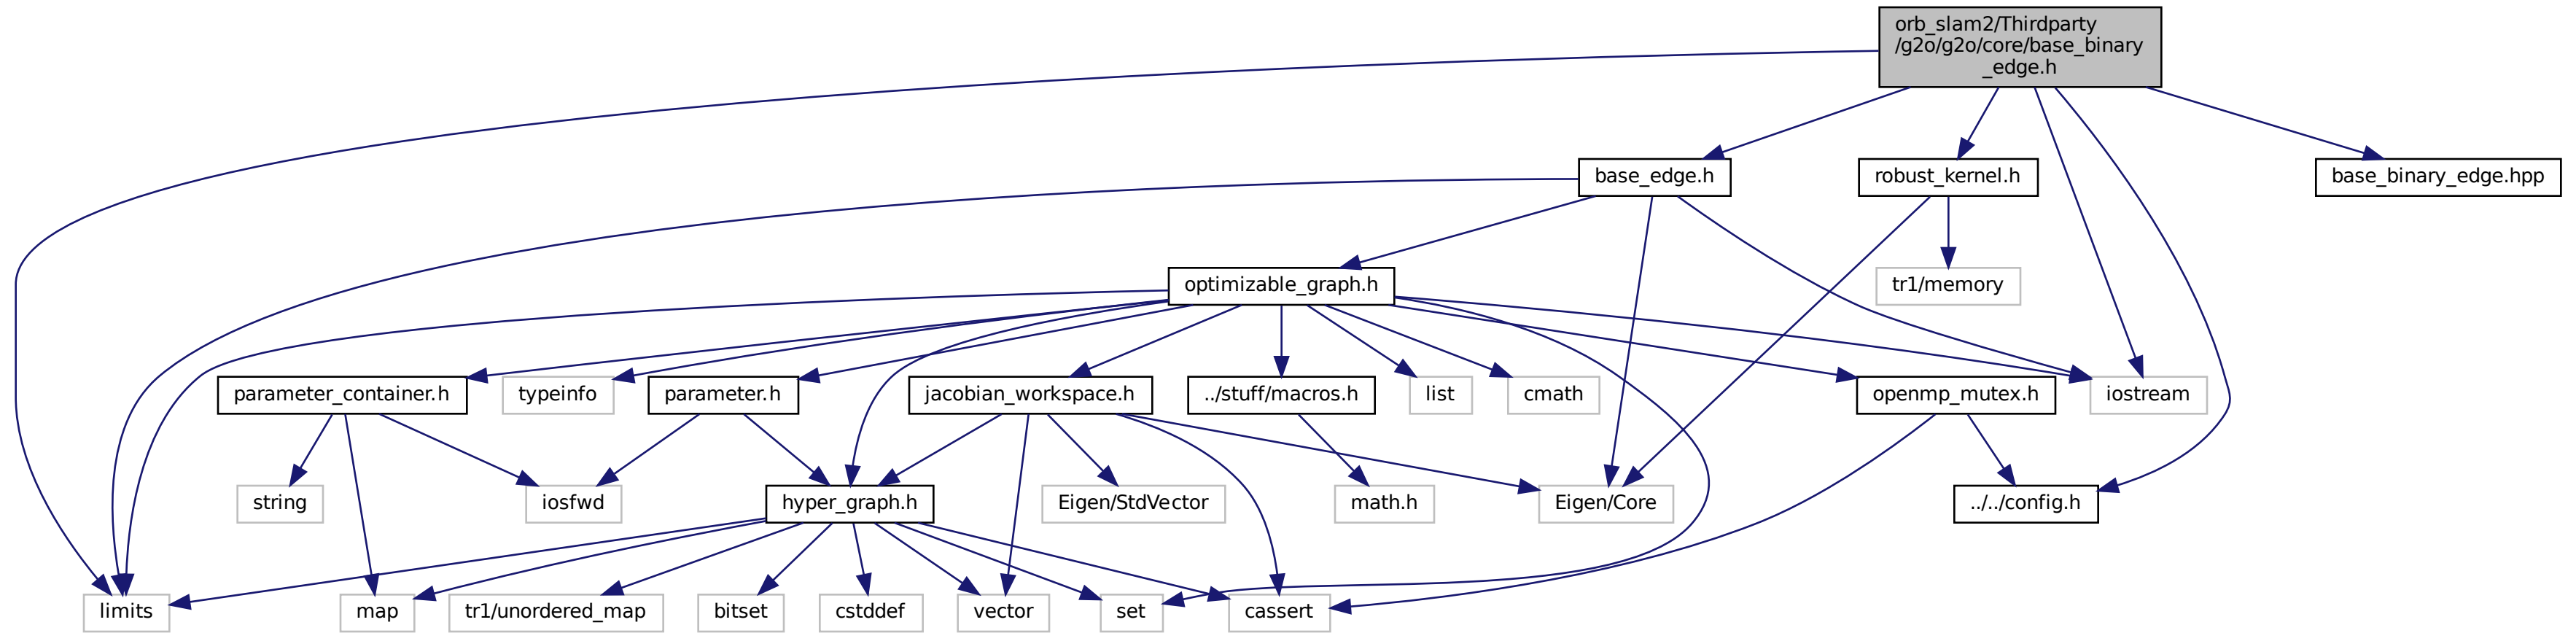 orb_slam2/Thirdparty
/g2o/g2o/core/base_binary
_edge.h
base_edge.h
robust_kernel.h
base_binary_edge.hpp
optimizable_graph.h
tr1/memory
parameter_container.h
typeinfo
parameter.h
jacobian_workspace.h
../stuff/macros.h
list
cmath
openmp_mutex.h
iostream
string
iosfwd
hyper_graph.h
Eigen/StdVector
math.h
Eigen/Core
../../config.h
limits
map
tr1/unordered_map
bitset
cstddef
vector
set
cassert